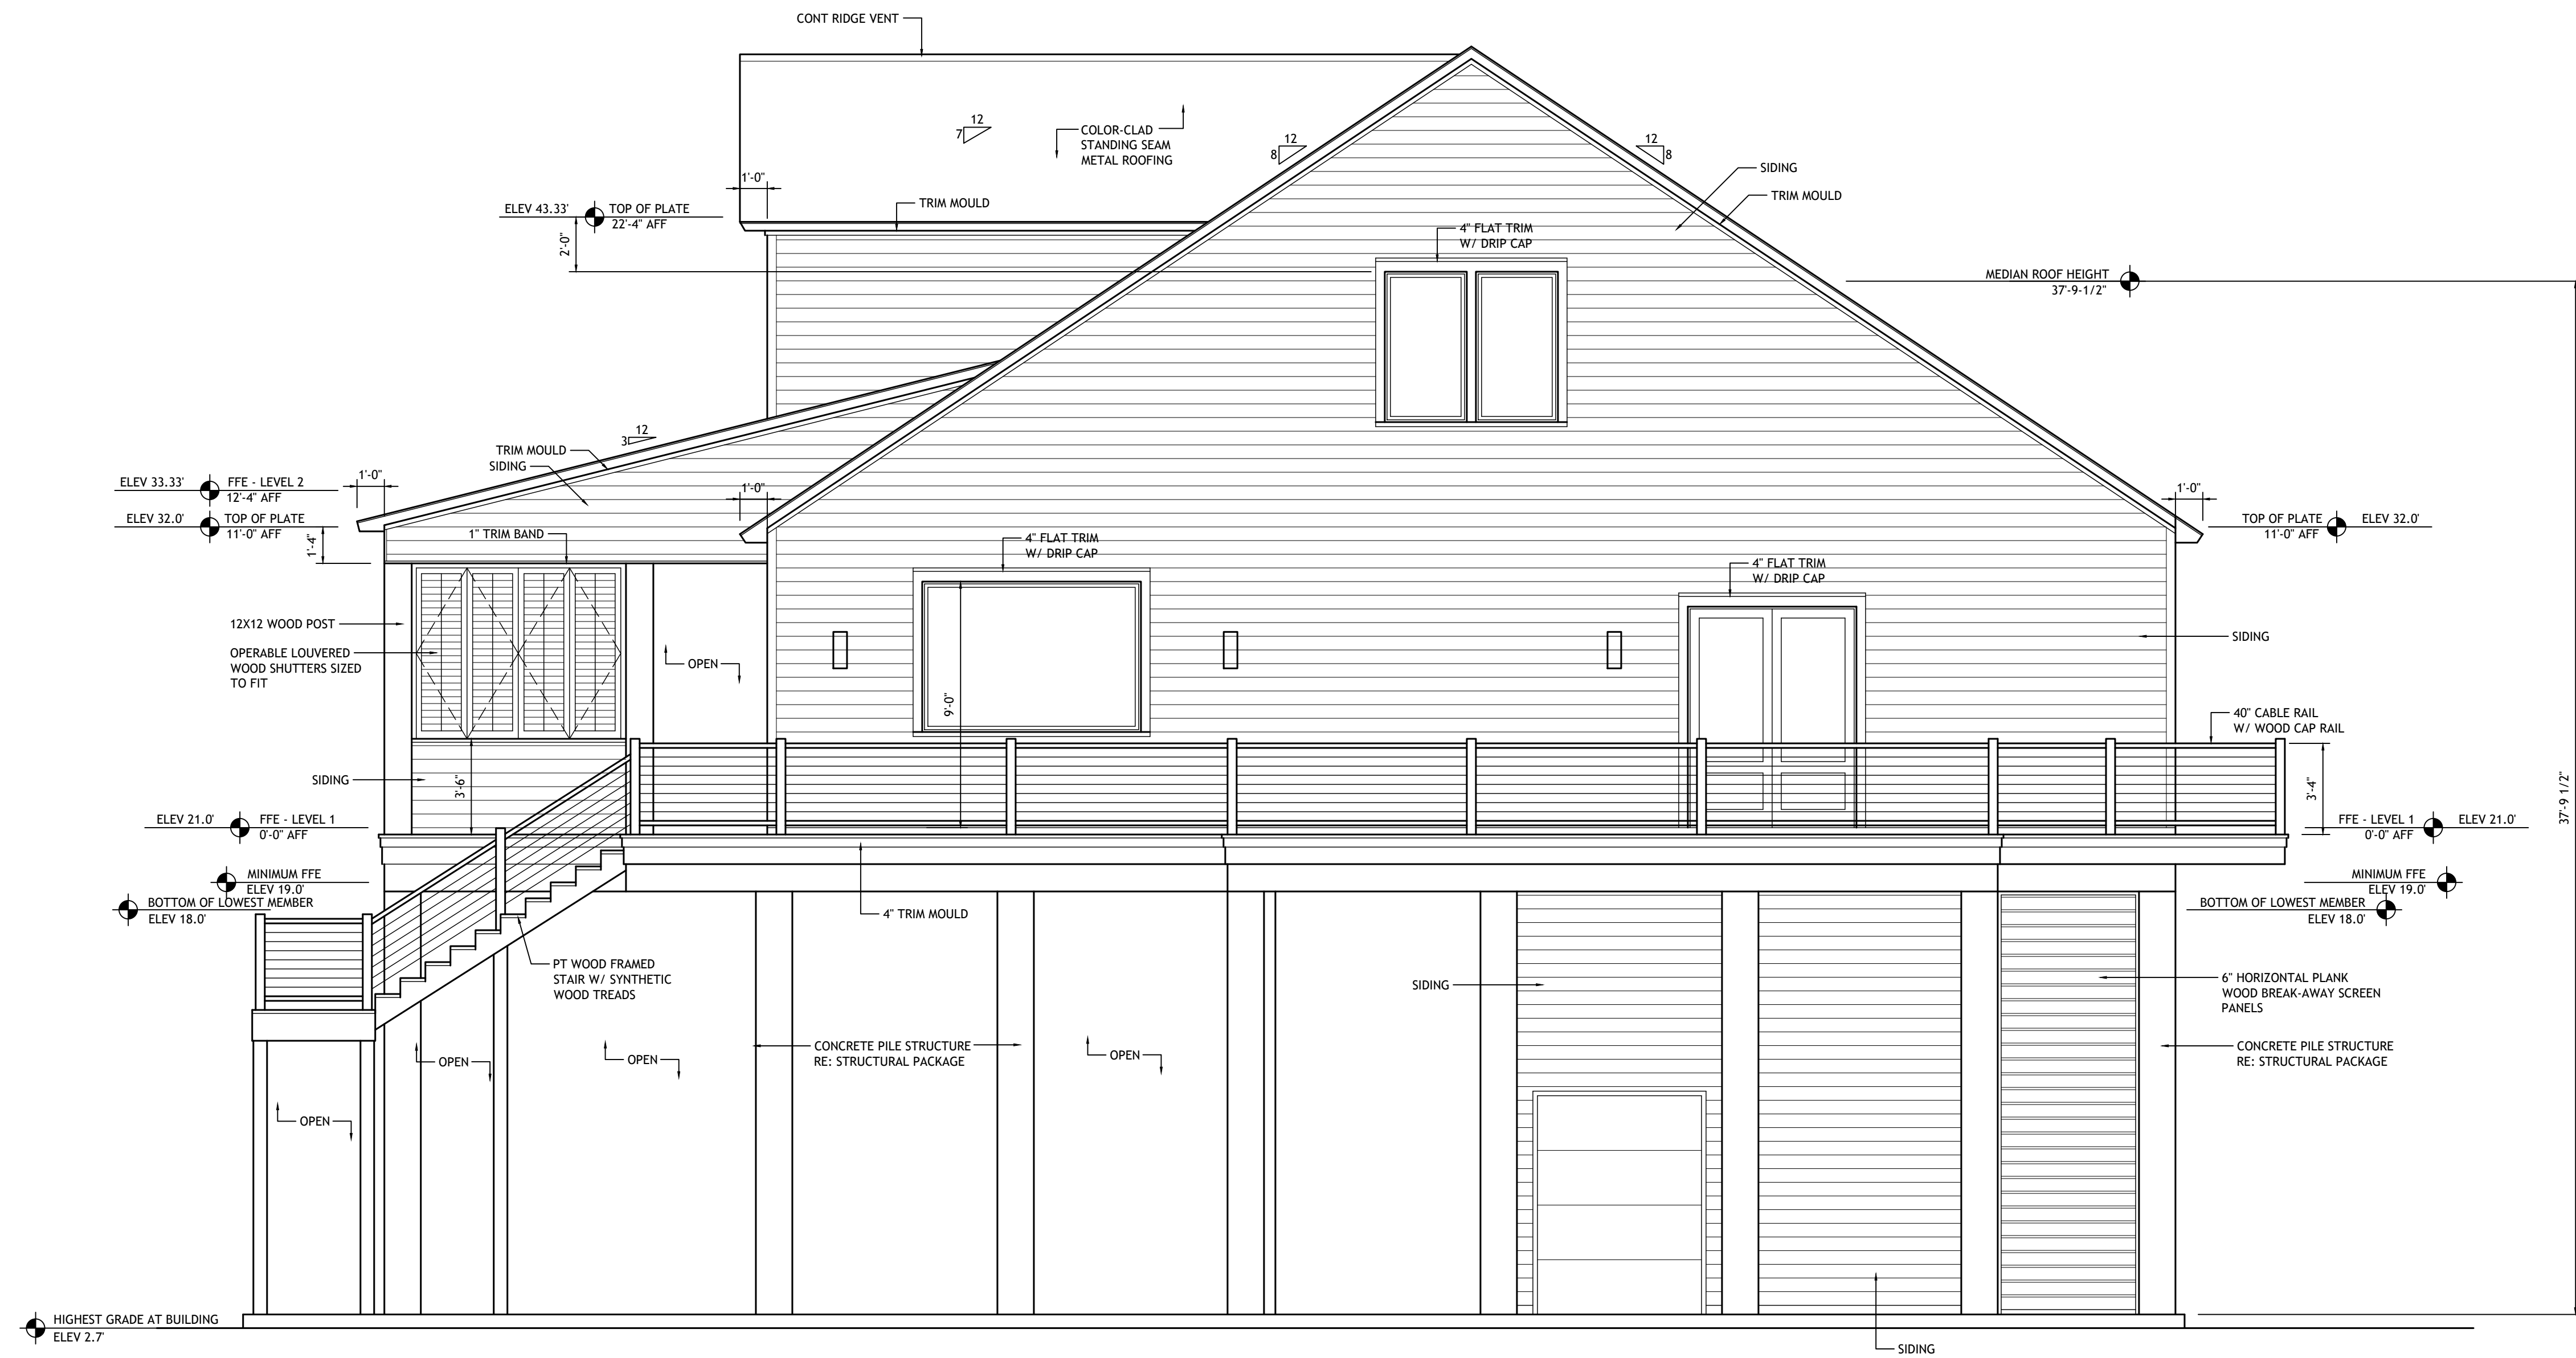 CONT RIDGE VENT
12
7
COLOR-CLAD
STANDING SEAM
METAL ROOFING
12
8
12
8
SIDING
TRIM MOULD
1'-0"
ELEV 43.33'
TOP OF PLATE
22'-4" AFF
TRIM MOULD
2'-0"
4" FLAT TRIM
W/ DRIP CAP
MEDIAN ROOF HEIGHT
37'-9-1/2"
12
3
TRIM MOULD
SIDING
1'-0"
ELEV 33.33'
FFE - LEVEL 2
12'-4" AFF
1'-0"
1'-0"
ELEV 32.0'
TOP OF PLATE
11'-0" AFF
TOP OF PLATE
11'-0" AFF
ELEV 32.0'
1'-4"
1" TRIM BAND
4" FLAT TRIM
W/ DRIP CAP
4" FLAT TRIM
W/ DRIP CAP
12X12 WOOD POST
OPERABLE LOUVERED
WOOD SHUTTERS SIZED
TO FIT
OPEN
SIDING
9'-0"
40" CABLE RAIL
W/ WOOD CAP RAIL
SIDING
3'-6"
3'-4"
37'-9 1/2"
ELEV 21.0'
FFE - LEVEL 1
0'-0" AFF
FFE - LEVEL 1
0'-0" AFF
ELEV 21.0'
MINIMUM FFE
ELEV 19.0'
MINIMUM FFE
ELEV 19.0'
BOTTOM OF LOWEST MEMBER
ELEV 18.0'
BOTTOM OF LOWEST MEMBER
ELEV 18.0'
4" TRIM MOULD
PT WOOD FRAMED
STAIR W/ SYNTHETIC
WOOD TREADS
SIDING
6" HORIZONTAL PLANK
WOOD BREAK-AWAY SCREEN
PANELS
OPEN
OPEN
CONCRETE PILE STRUCTURE
RE: STRUCTURAL PACKAGE
OPEN
CONCRETE PILE STRUCTURE
RE: STRUCTURAL PACKAGE
OPEN
HIGHEST GRADE AT BUILDING
ELEV 2.7'
SIDING